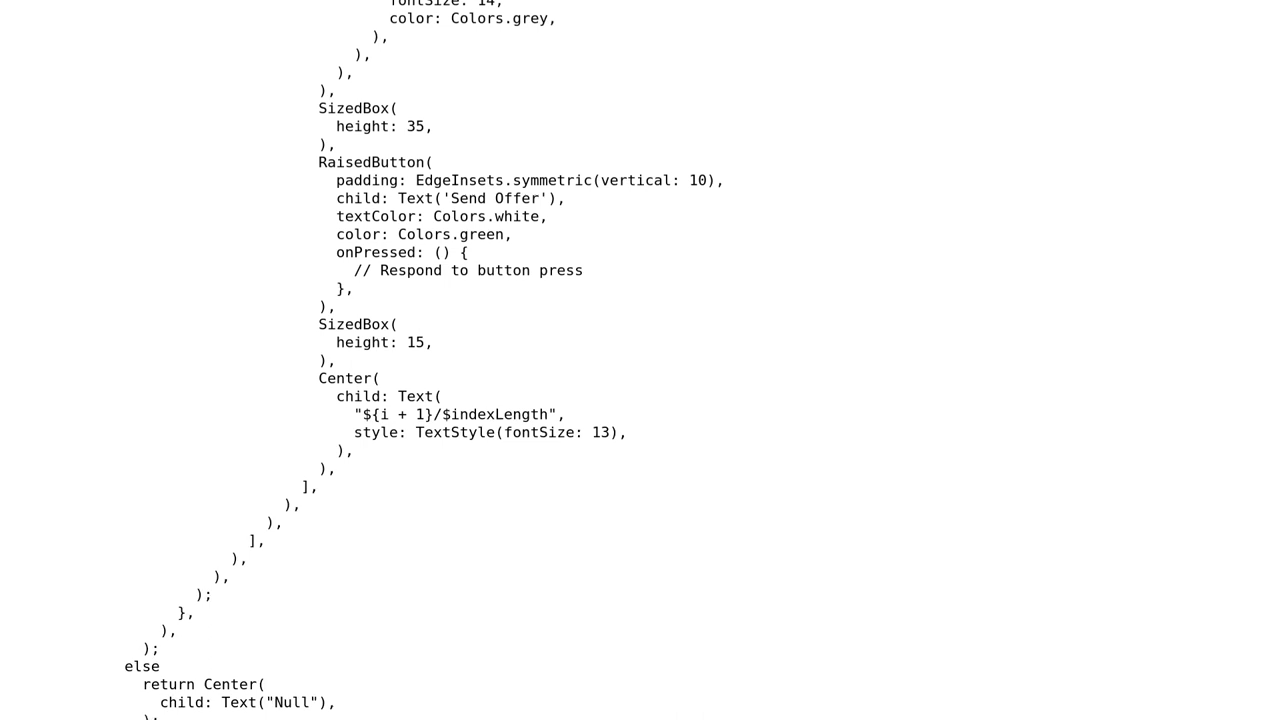 fontSize: 14,
color: Colors.grey,
),
),
),
),
SizedBox(
height: 35,
),
RaisedButton(
padding: EdgeInsets.symmetric(vertical: 10),
child: Text('Send Offer'),
textColor: Colors.white,
color: Colors.green,
onPressed: () {
// Respond to button press
},
),
SizedBox(
height: 15,
),
Center(
child: Text(
"${i + 1}/$indexLength",
style: TextStyle(fontSize: 13),
),
),
],
),
),
],
),
),
);
},
),
);
else
return Center(
child: Text("Null"),
);